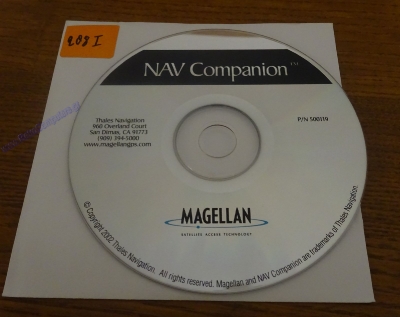 208 I
NAV Companion™
Thales Navigation
960 Overland Court
San Dimas, CA 91773
(909) 394-5000
www.magellangps.com
P/N 500119
MAGELLAN
SATELLITE ACCESS TECHNOLOGY
© Copyright 2002 Thales Navigation. All rights reserved. Magellan and NAV Companion are trademarks of Thales Navigation.